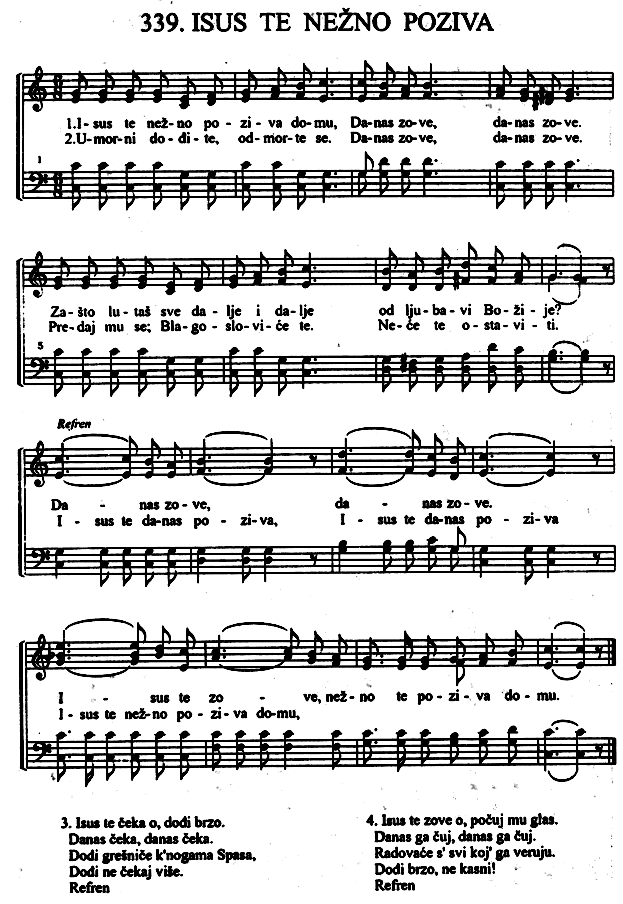 339. ISUS TE NEŽNO POZIVA
1.I- sus te než-no po - zi - va do-mu, Da-nas zo-ve, da-nas zo-ve.
2.U-mor-ni do-đi-te, od-mor-te se. Da-nas zo-ve, da-nas zo-ve.
1
Za-što lu-taš sve da-lje i da-lje od lju-ba-vi Bo-ži-je?
Pre-daj mu se; Bla-go-slo-vi-će te. Ne-će te o-sta-vi-ti.
5
Refren
Da - nas zo-ve, da - nas zo-ve.
I - sus te da-nas po - zi-va, I - sus te da-nas po - zi-va
I - sus te zo - ve, než-no te po-zi-va do-mu.
I-sus te než-no po-zi-va do-mu,
3. Isus te čeka o, dođi brzo.
Danas čeka, danas čeka.
Dođi grešniče k'nogama Spasa,
Dođi ne čekaj više.
Refren
4. Isus te zove o, počuj mu glas.
Danas ga čuj, danas ga čuj.
Radovaće s' svi koj' ga veruju.
Dođi brzo, ne kasni!
Refren